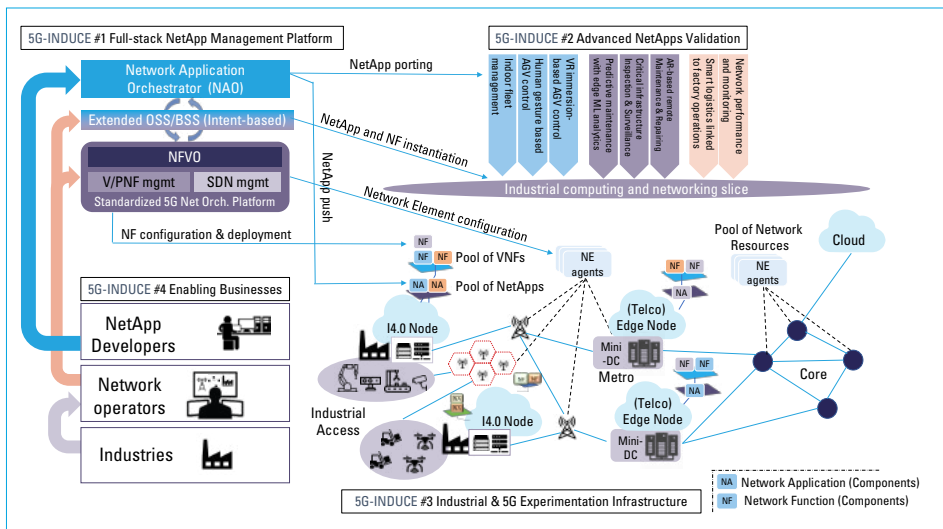 5G-INDUCE #1 Full-stack NetApp Management Platform
5G-INDUCE #2 Advanced NetApps Validation
Network Application
Orchestrator (NAO)
Extended OSS/BSS (Intent-based)
NFVO
V/PNF mgmt
SDN mgmt
Standardized 5G Net Orch. Platform
NetApp porting
NetApp and NF instantiation
NetApp push
Network Element configuration
NF configuration & deployment
Indoor fleet
management
Human gesture based
AGV control
VR immersion-
based AGV control
Predictive maintenance
with edge ML analytics
Critical infrastructure
Inspection & Surveillance
AR-based remote
Maintenance & Repairing
Smart logistics linked
to factory operations
Network performance
and monitoring
Industrial computing and networking slice
NF
NF
NF
Pool of VNFs
NA
NA
Pool of NetApps
NE
agents
NF
NF
NA
Pool of Network
Resources
NE
agents
Cloud
5G-INDUCE #4 Enabling Businesses
NetApp
Developers
Network
operators
Industries
I4.0 Node
(Telco)
Edge Node
Mini
-DC
Metro
NF
NF
NA
Core
Industrial
Access
I4.0 Node
(Telco)
Edge Node
Mini-
DC
5G-INDUCE #3 Industrial & 5G Experimentation Infrastructure
NA
Network Application (Components)
NF
Network Function (Components)